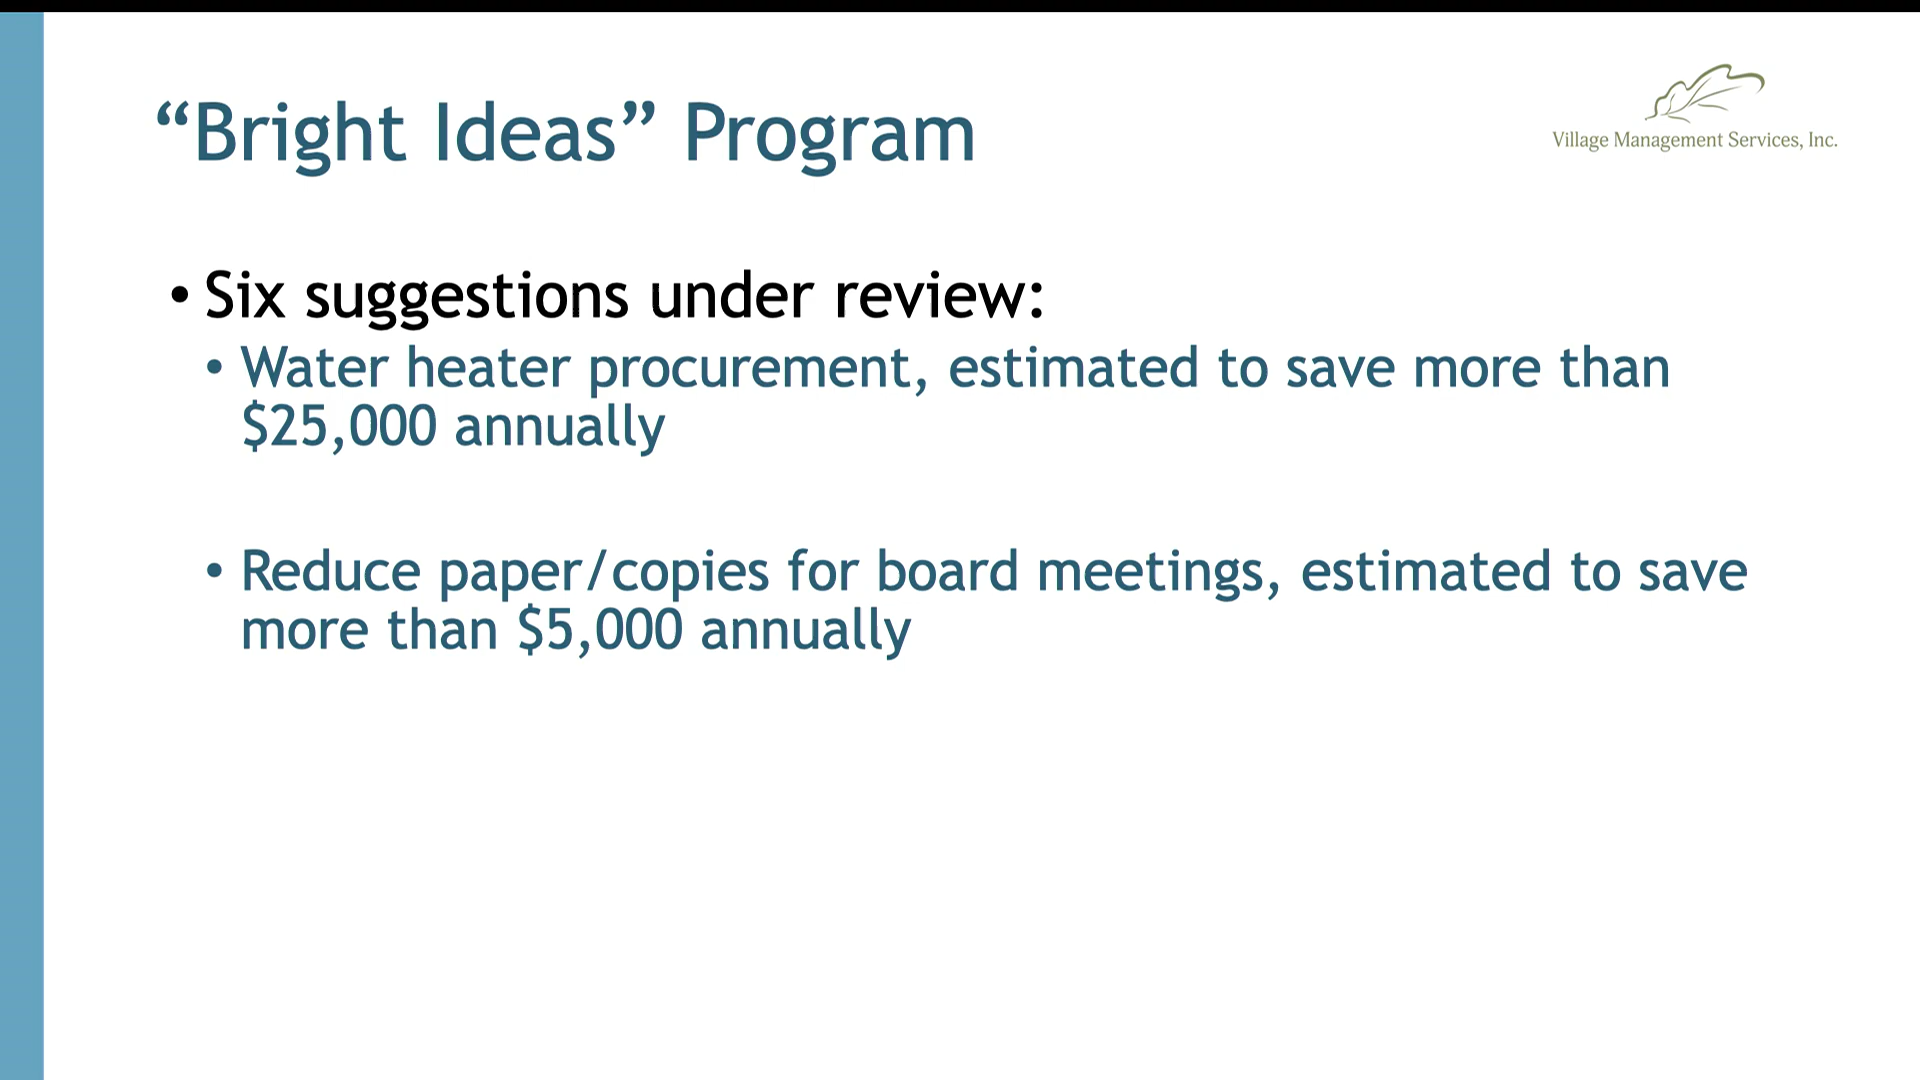 “Bright Ideas” Program
Village Management Services, Inc.
• Six suggestions under review:
• Water heater procurement, estimated to save more than
$25,000 annually
• Reduce paper/copies for board meetings, estimated to save
more than $5,000 annually